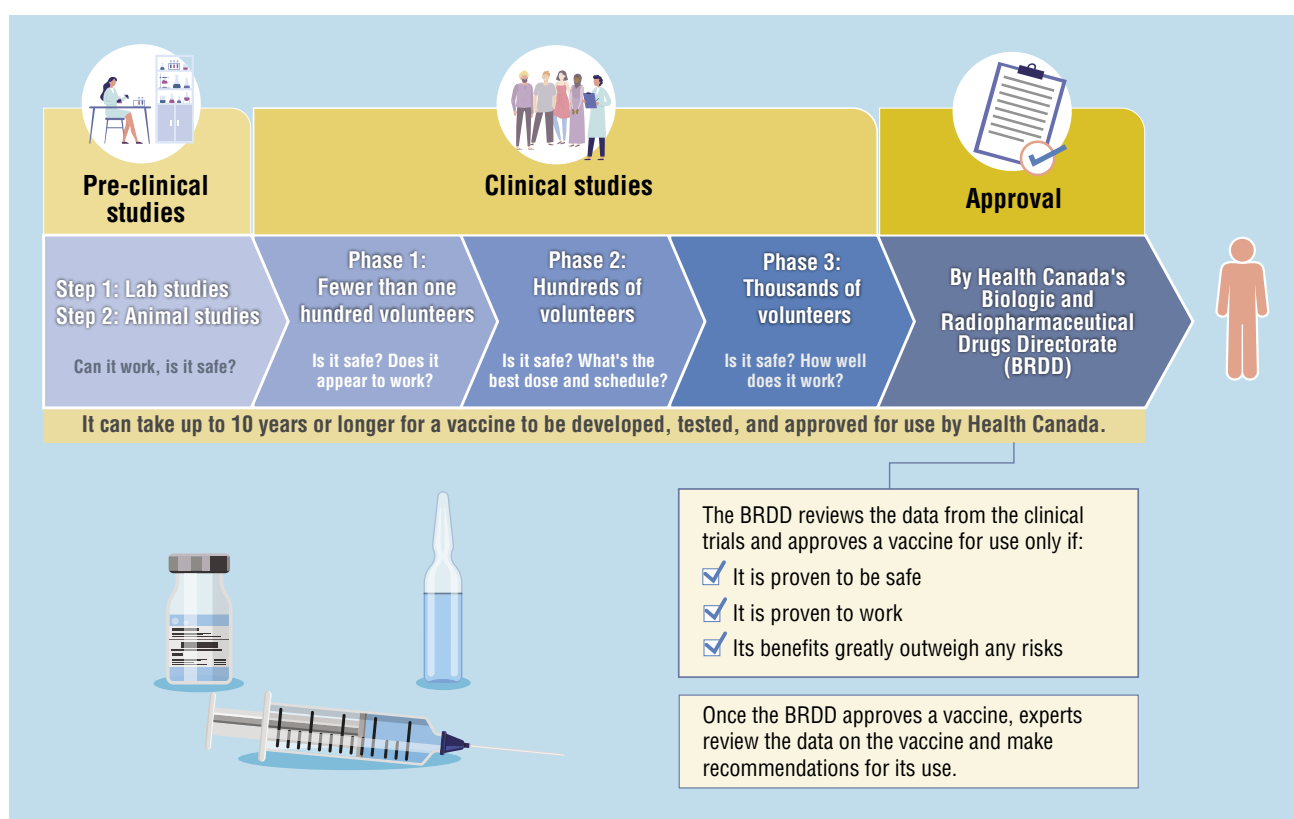 Pre-clinical
studies
Clinical studies
Approval
Step 1: Lab studies
Step 2: Animal studies
Can it work, is it safe?
Phase 1:
Fewer than one
hundred volunteers
Is it safe? Does it
appear to work?
Phase 2:
Hundreds of
volunteers
Is it safe? What's the
best dose and schedule?
Phase 3:
Thousands of
volunteers
Is it safe? How well
does it work?
By Health Canada's
Biologic and
Radiopharmaceutical
Drugs Directorate
(BRDD)
It can take up to 10 years or longer for a vaccine to be developed, tested, and approved for use by Health Canada.
The BRDD reviews the data from the clinical
trials and approves a vaccine for use only if:
It is proven to be safe
It is proven to work
Its benefits greatly outweigh any risks
Once the BRDD approves a vaccine, experts
review the data on the vaccine and make
recommendations for its use.